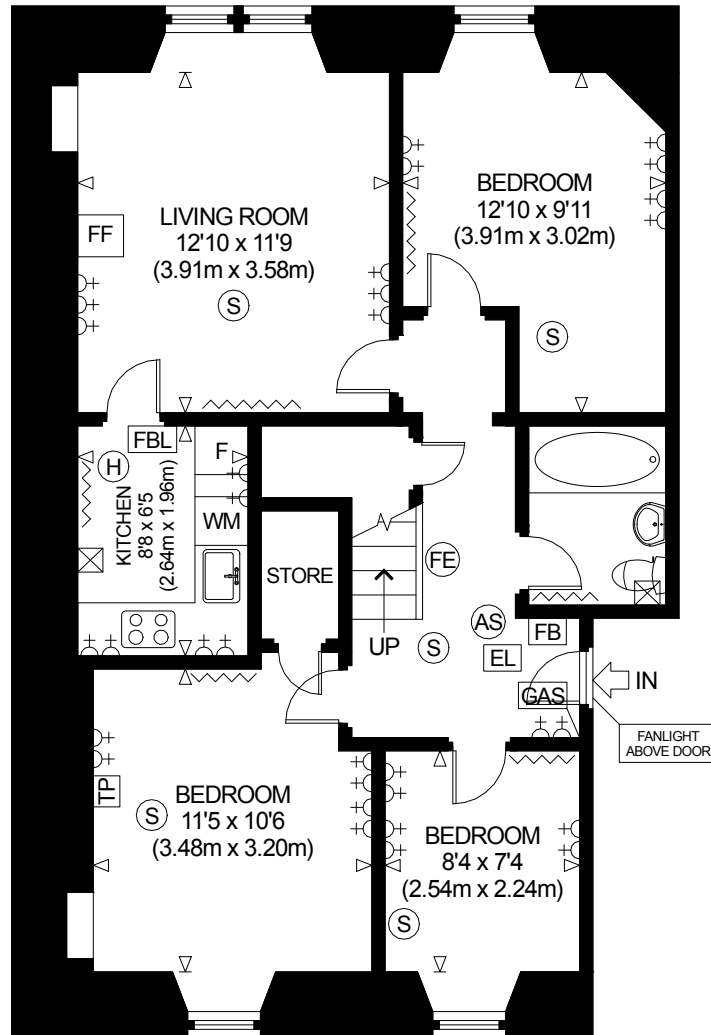 LIVING ROOM
12'10 x 11'9
(3.91m x 3.58m)
FF
S
BEDROOM
12'10 x 9'11
(3.91m x 3.02m)
S
FBL
H
F
KITCHEN
8'8 x 6'5
(2.64m x 1.96m)
WM
STORE
UP
FE
S
AS
FB
EL
GAS
IN
FANLIGHT
ABOVE DOOR
TP
S
BEDROOM
11'5 x 10'6
(3.48m x 3.20m)
BEDROOM
8'4 x 7'4
(2.54m x 2.24m)
S